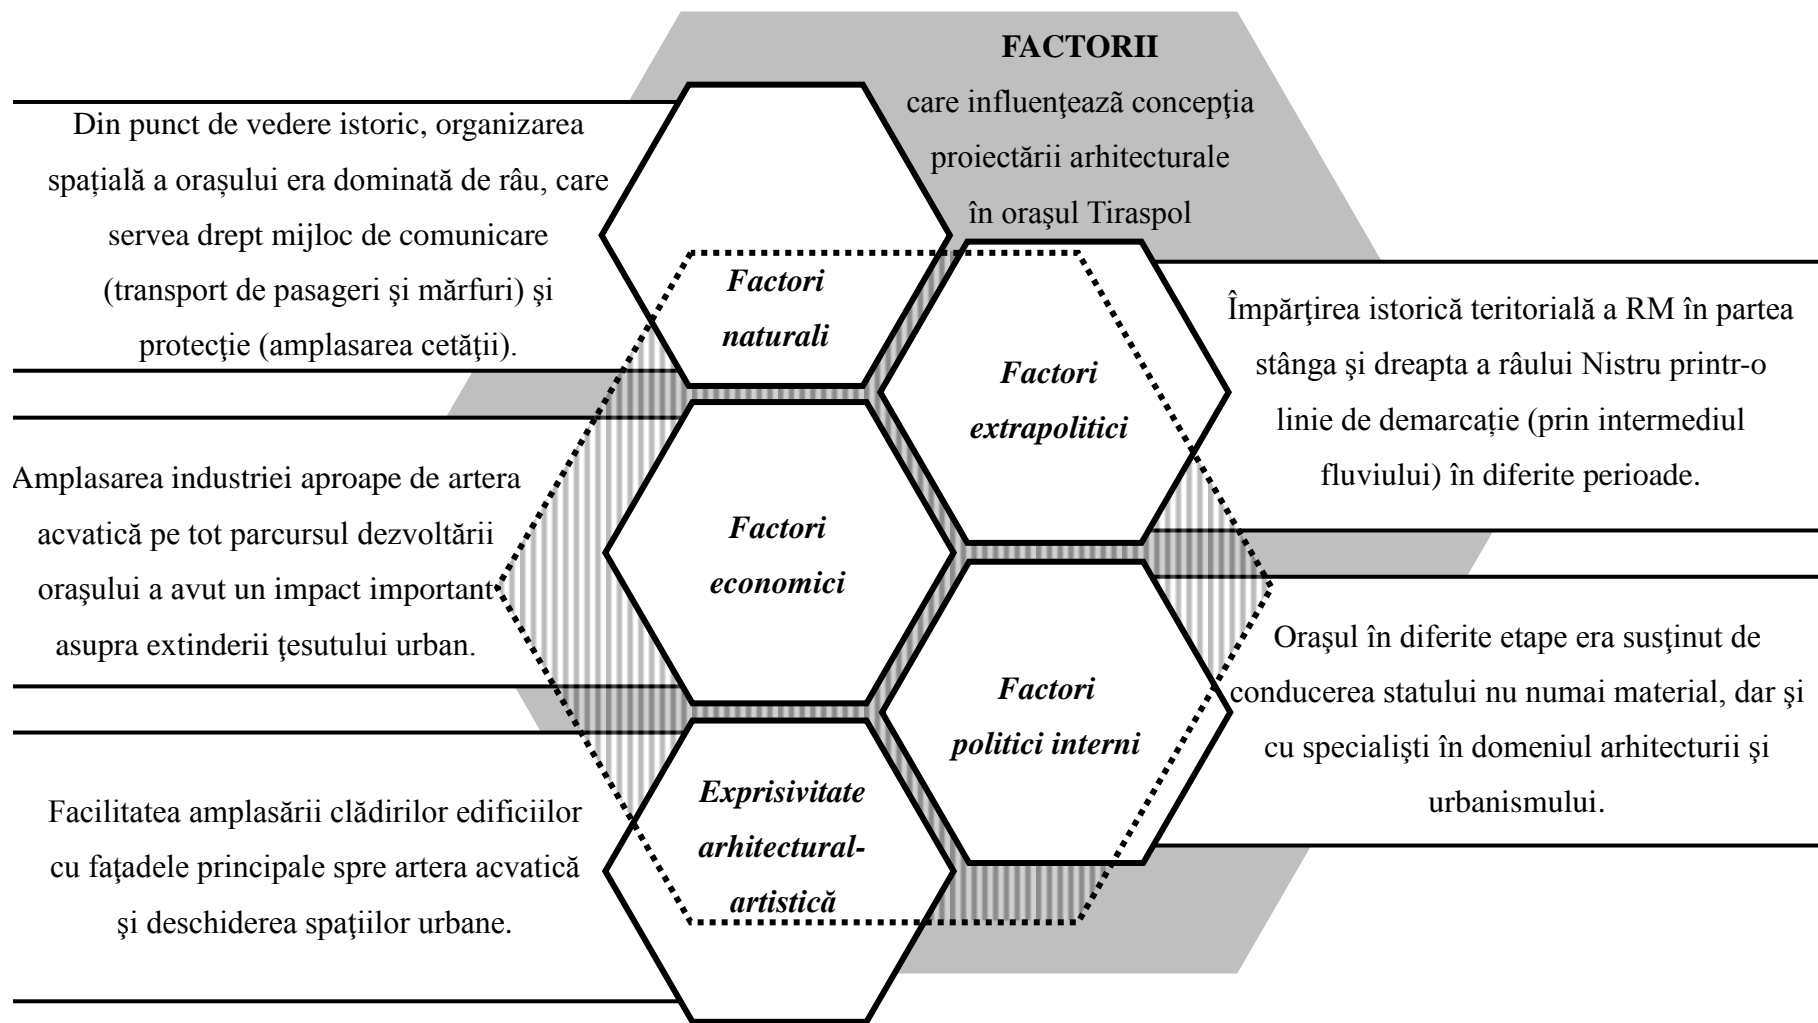 FACTORII
care influenţează concepţia
proiectării arhitecturale
în oraşul Tiraspol
Din punct de vedere istoric, organizarea
spațială a orașului era dominată de râu, care
servea drept mijloc de comunicare
(transport de pasageri şi mărfuri) şi
protecţie (amplasarea cetăţii).
Factori
naturali
Împărţirea istorică teritorială a RM în partea
stânga şi dreapta a râului Nistru printr-o
linie de demarcație (prin intermediul
fluviului) în diferite perioade.
Factori
extrapolitici
Amplasarea industriei aproape de artera
acvatică pe tot parcursul dezvoltării
oraşului a avut un impact important
asupra extinderii ţesutului urban.
Factori
economici
Oraşul în diferite etape era susţinut de
conducerea statului nu numai material, dar şi
cu specialişti în domeniul arhitecturii şi
urbanismului.
Factori
politici interni
Facilitatea amplasării clădirilor edificiilor
cu faţadele principale spre artera acvatică
şi deschiderea spaţiilor urbane.
Exprisivitate
arhitectural-
artistică